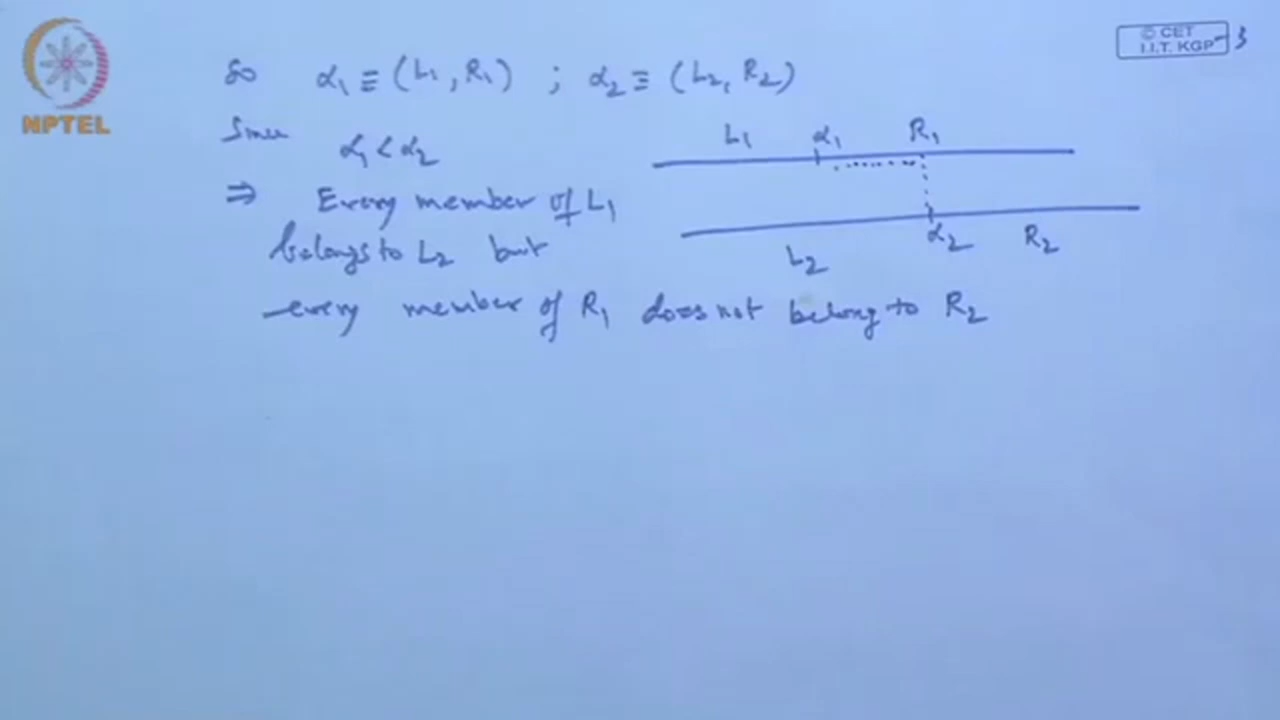 © CET
I.I.T. KGP
3
NPTEL
So α₁ ≡ (L₁, R₁) ; α₂ ≡ (L₂, R₂)
Since α₁ < α₂
L₁ α₁ R₁
⇒ Every member of L₁
belongs to L₂ but
L₂ α₂ R₂
every member of R₁ does not belong to R₂